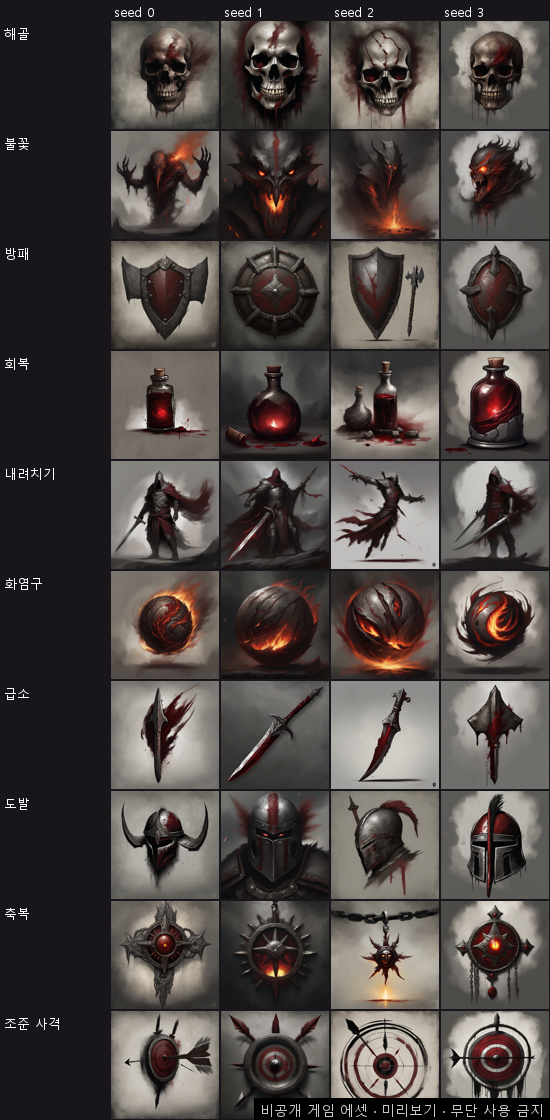 seed 0 seed 1 seed 2 seed 3
해골
불꽃
방패
회복
내려치기
화염구
급소
도발
축복
조준 사격
비공개 게임 에셋 · 미리보기 · 무단 사용 금지